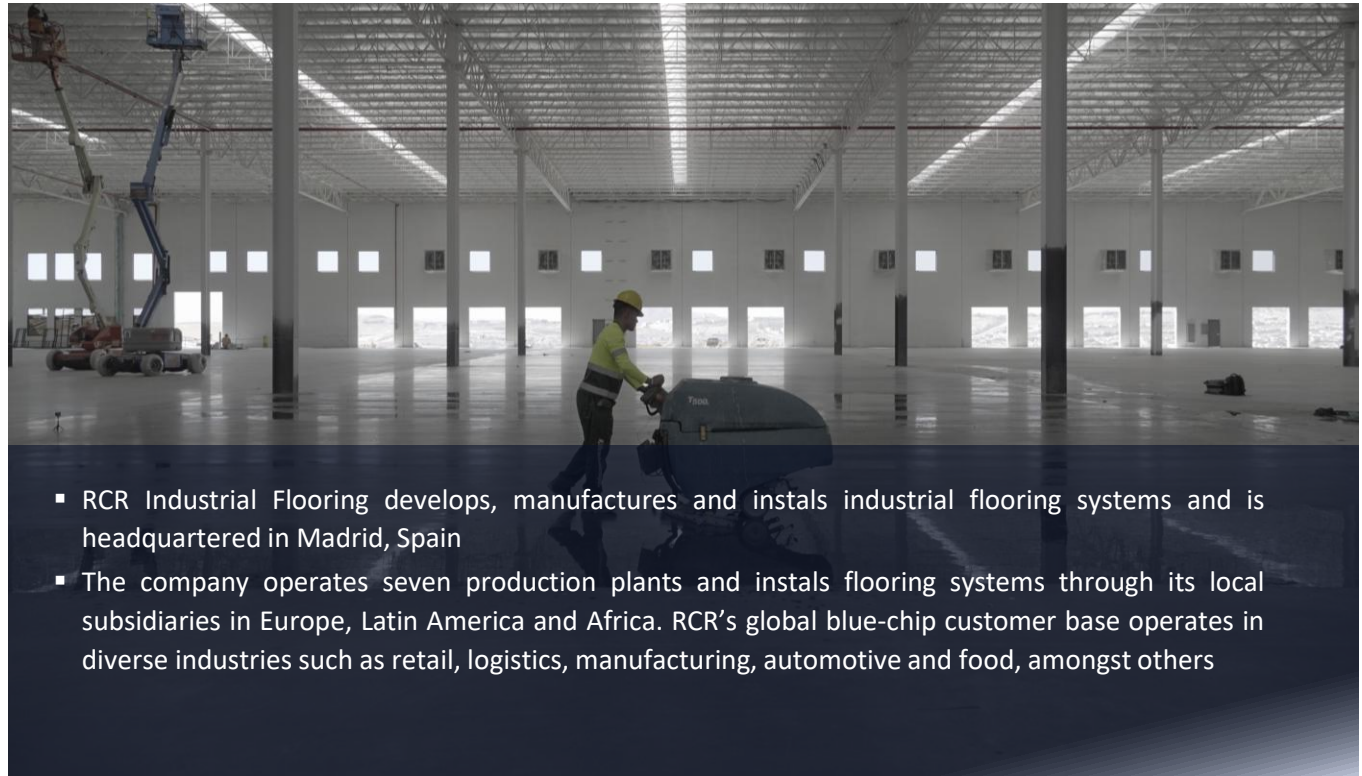 T500e
▪ RCR Industrial Flooring develops, manufactures and instals industrial flooring systems and is
headquartered in Madrid, Spain
▪ The company operates seven production plants and instals flooring systems through its local
subsidiaries in Europe, Latin America and Africa. RCR’s global blue-chip customer base operates in
diverse industries such as retail, logistics, manufacturing, automotive and food, amongst others